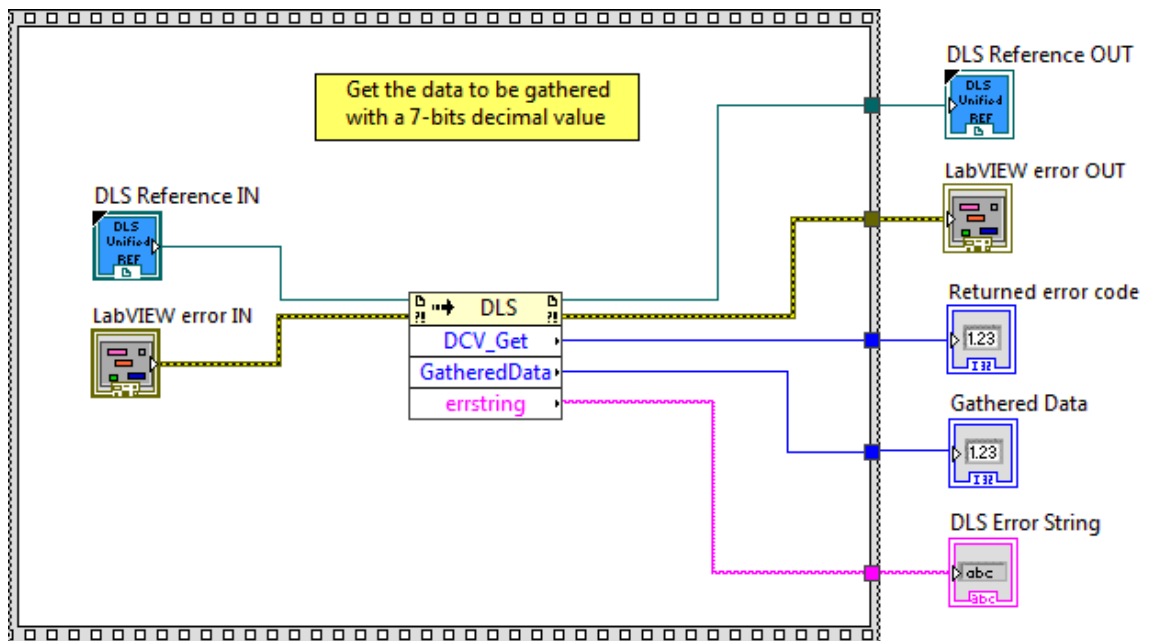 DLS Reference OUT
DLS
Unified
REF
Get the data to be gathered
with a 7-bits decimal value
LabVIEW error OUT
DLS Reference IN
DLS
Unified
REF
Returned error code
1.23
I32
LabVIEW error IN
?! DLS ?!
DCV_Get
GatheredData
errstring
Gathered Data
1.23
I32
DLS Error String
abc
abc